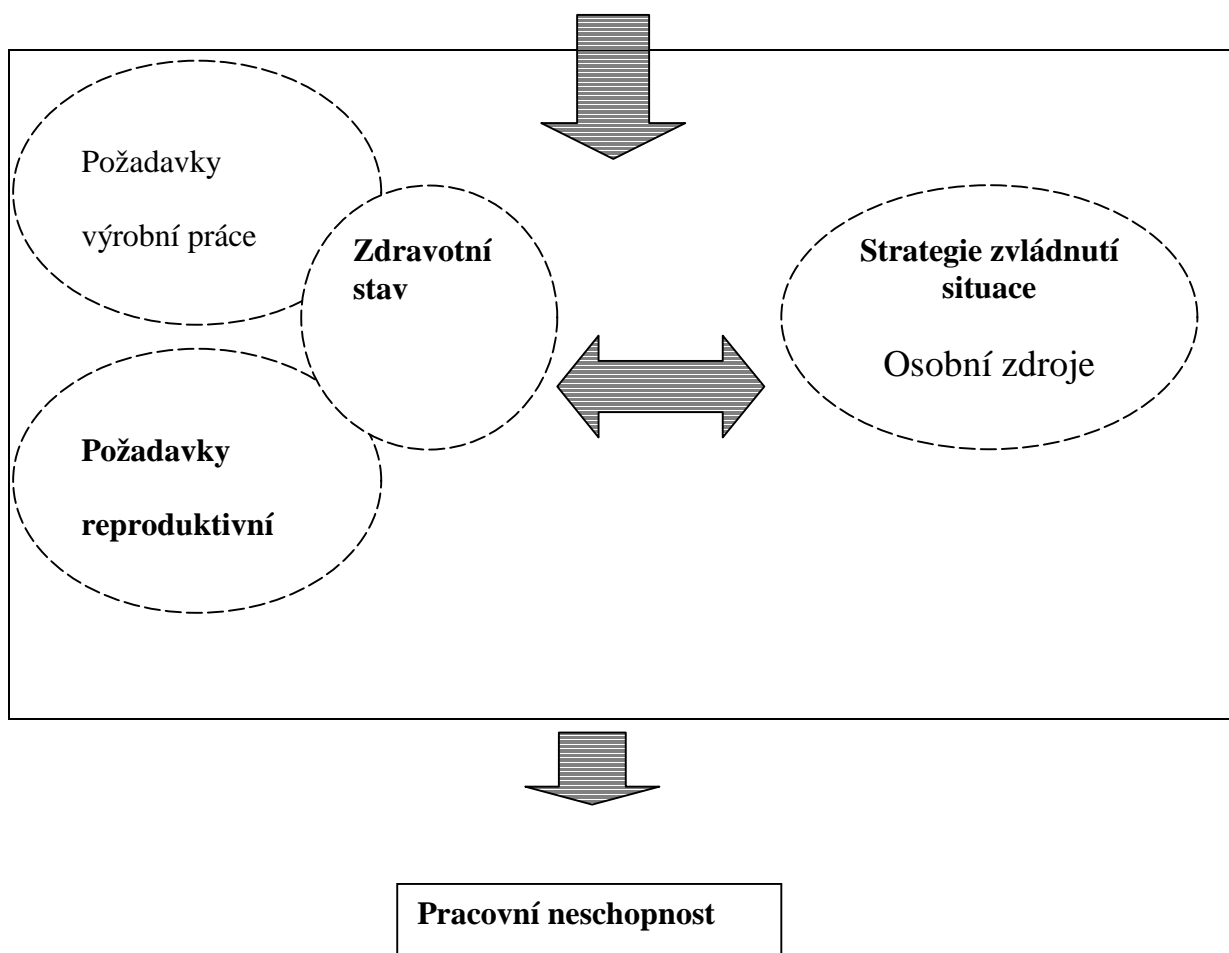 Požadavky
výrobní práce
Zdravotní
stav
Strategie zvládnutí
situace
Osobní zdroje
Požadavky
reproduktivní
Pracovní neschopnost